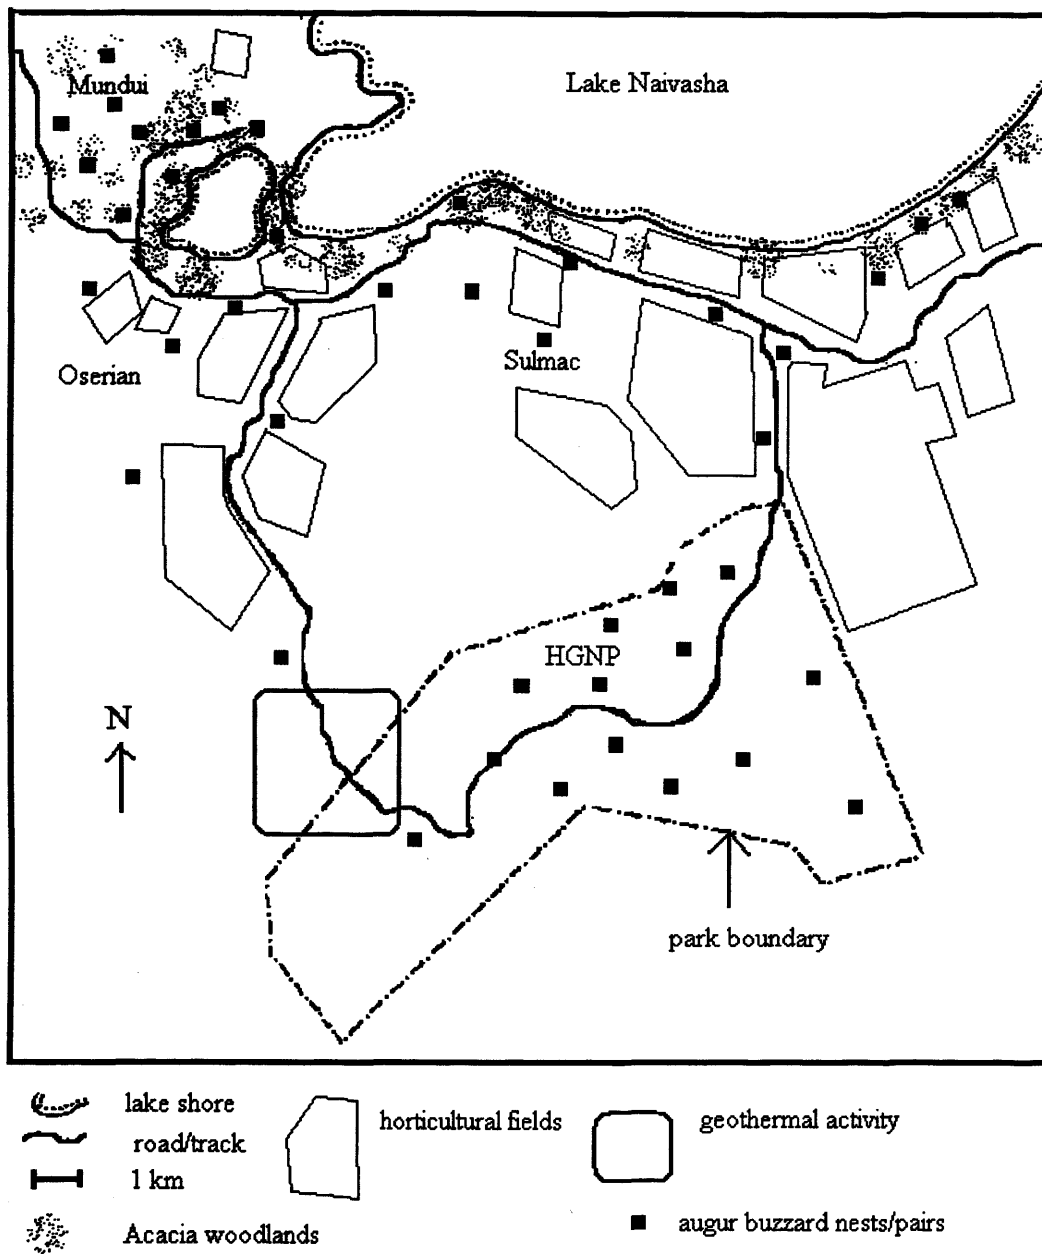 Mundui
Lake Naivasha
Oserian
Sulmac
HGNP
N
park boundary
lake shore
road/track
1 km
Acacia woodlands
horticultural fields
geothermal activity
augur buzzard nests/pairs